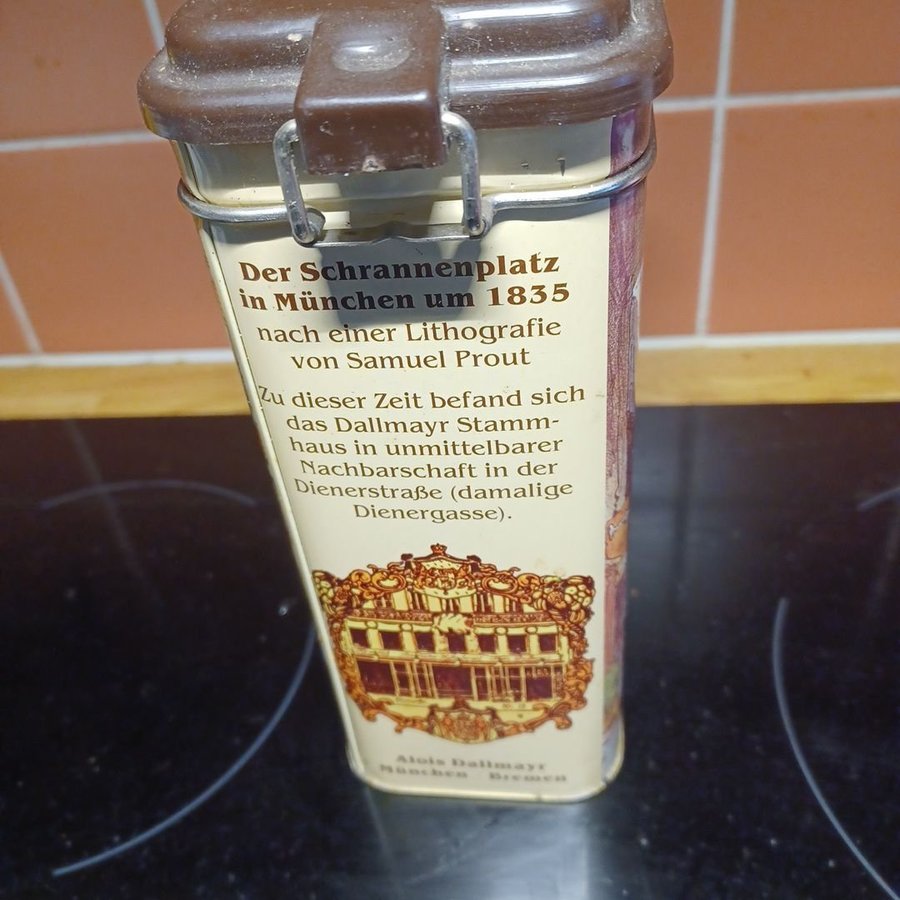 Der Schrannenplatz
in München um 1835
nach einer Lithografie
von Samuel Prout
Zu dieser Zeit befand sich
das Dallmayr Stamm-
haus in unmittelbarer
Nachbarschaft in der
Dienerstraße (damalige
Dienergasse).
Alois Dallmayr
München Bremen